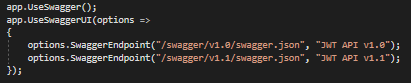 app.UseSwagger();
app.UseSwaggerUI(options =>
{
    options.SwaggerEndpoint("/swagger/v1.0/swagger.json", "JWT API v1.0");
    options.SwaggerEndpoint("/swagger/v1.1/swagger.json", "JWT API v1.1");
});